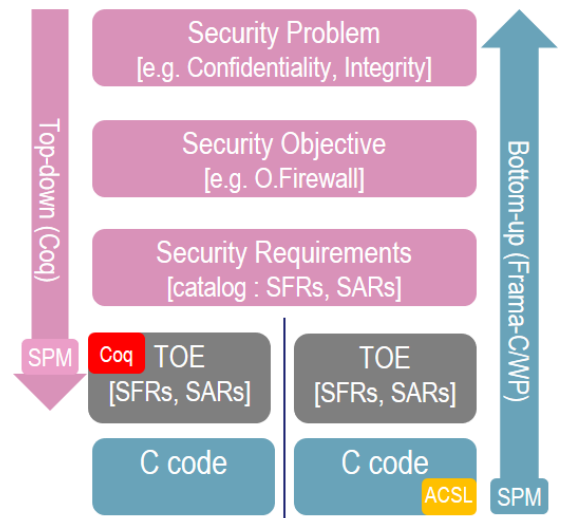 Security Problem
[e.g. Confidentiality, Integrity]
Security Objective
[e.g. O.Firewall]
Security Requirements
[catalog : SFRs, SARs]
Top-down (Coq)
SPM
Coq
TOE
[SFRs, SARs]
C code
TOE
[SFRs, SARs]
C code
ACSL
Bottom-up (Frama-C/WP)
SPM